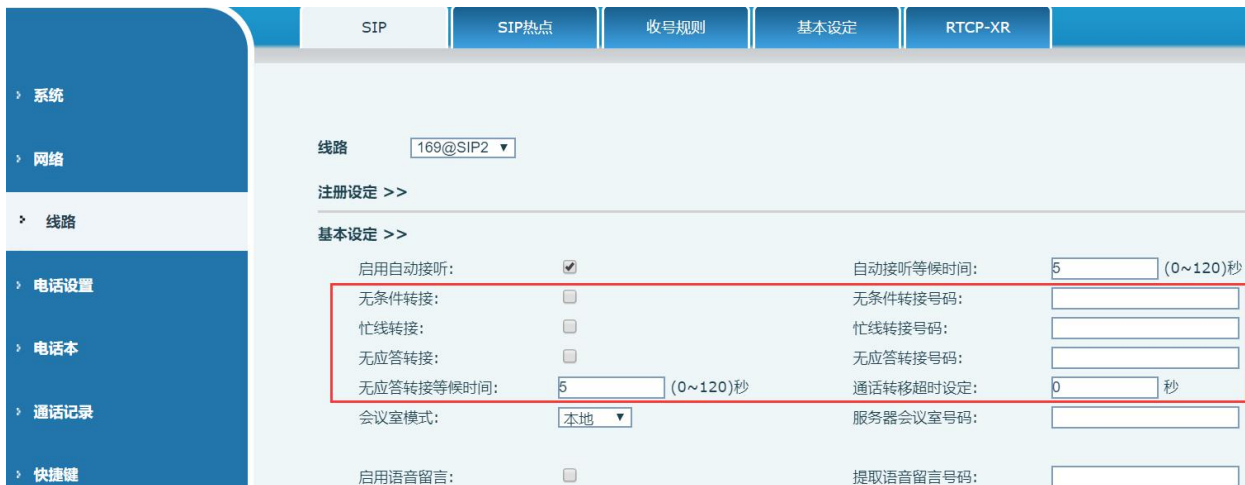 SIP SIP热点 收号规则 基本设定 RTCP-XR
系统
网络
线路
电话设置
电话本
通话记录
快捷键
线路 169@SIP2
注册设定 >>
基本设定 >>
启用自动接听: 自动接听等候时间: 5 (0~120)秒
无条件转接: 无条件转接号码:
忙线转接: 忙线转接号码:
无应答转接: 无应答转接号码:
无应答转接等候时间: 5 (0~120)秒 通话转移超时设定: 0 秒
会议室模式: 本地 服务器会议室号码:
启用语音留言: 提取语音留言号码: